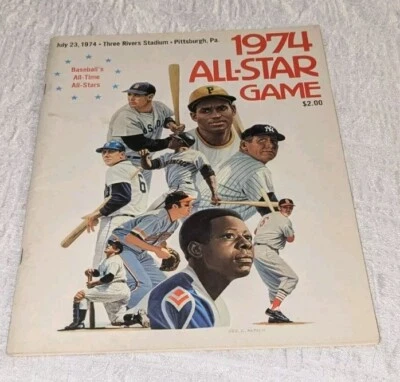 July 23, 1974 • Three Rivers Stadium • Pittsburgh, Pa.
1974
ALL-STAR
GAME
$2.00
Baseball's
All-Time
All-Stars
P
6